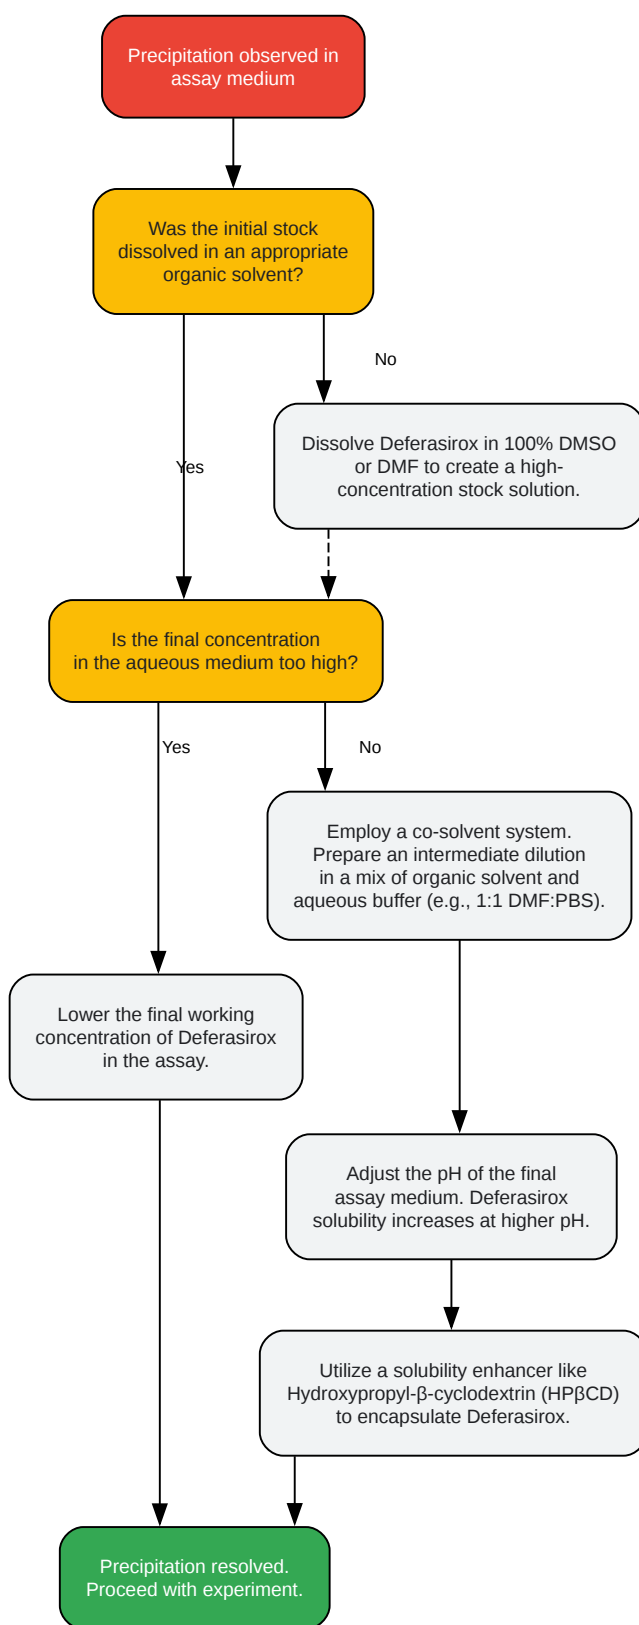 Precipitation observed in
assay medium
Was the initial stock
dissolved in an appropriate
organic solvent?
No
Dissolve Deferasirox in 100% DMSO
or DMF to create a high-
concentration stock solution.
Yes
Is the final concentration
in the aqueous medium too high?
Yes
No
Employ a co-solvent system.
Prepare an intermediate dilution
in a mix of organic solvent and
aqueous buffer (e.g., 1:1 DMF:PBS).
Lower the final working
concentration of Deferasirox
in the assay.
Adjust the pH of the final
assay medium. Deferasirox
solubility increases at higher pH.
Utilize a solubility enhancer like
Hydroxypropyl-β-cyclodextrin (HPβCD)
to encapsulate Deferasirox.
Precipitation resolved.
Proceed with experiment.